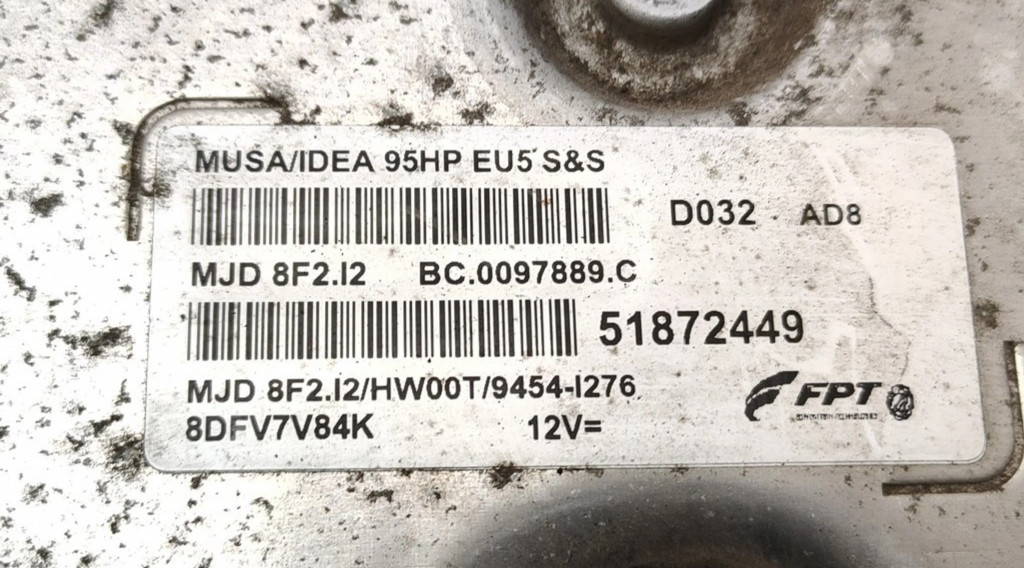 MUSA/IDEA 95HP EU5 S&S
D032 AD8
MJD 8F2.I2 BC.0097889.C
51872449
MJD 8F2.I2/HW00T/9454-I276
FPT
8DFV7V84K 12V=